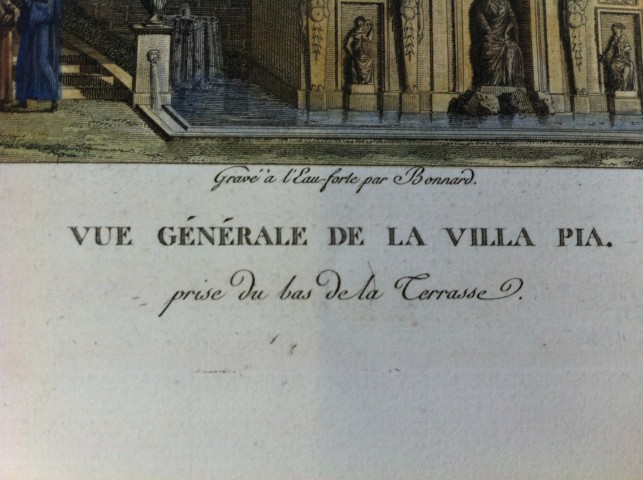 Gravé à l'Eau-forte par Bonnard.
VUE GÉNÉRALE DE LA VILLA PIA.
prise du bas de la Terrasse.